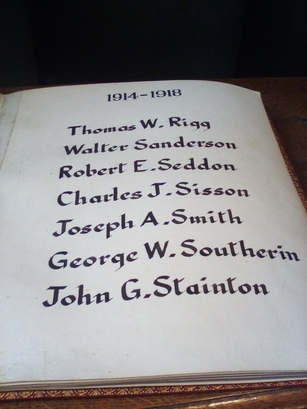 1914-1918
Thomas W. Rigg
Walter Sanderson
Robert E. Seddon
Charles J. Sisson
Joseph A. Smith
George W. Southerin
John G. Stainton